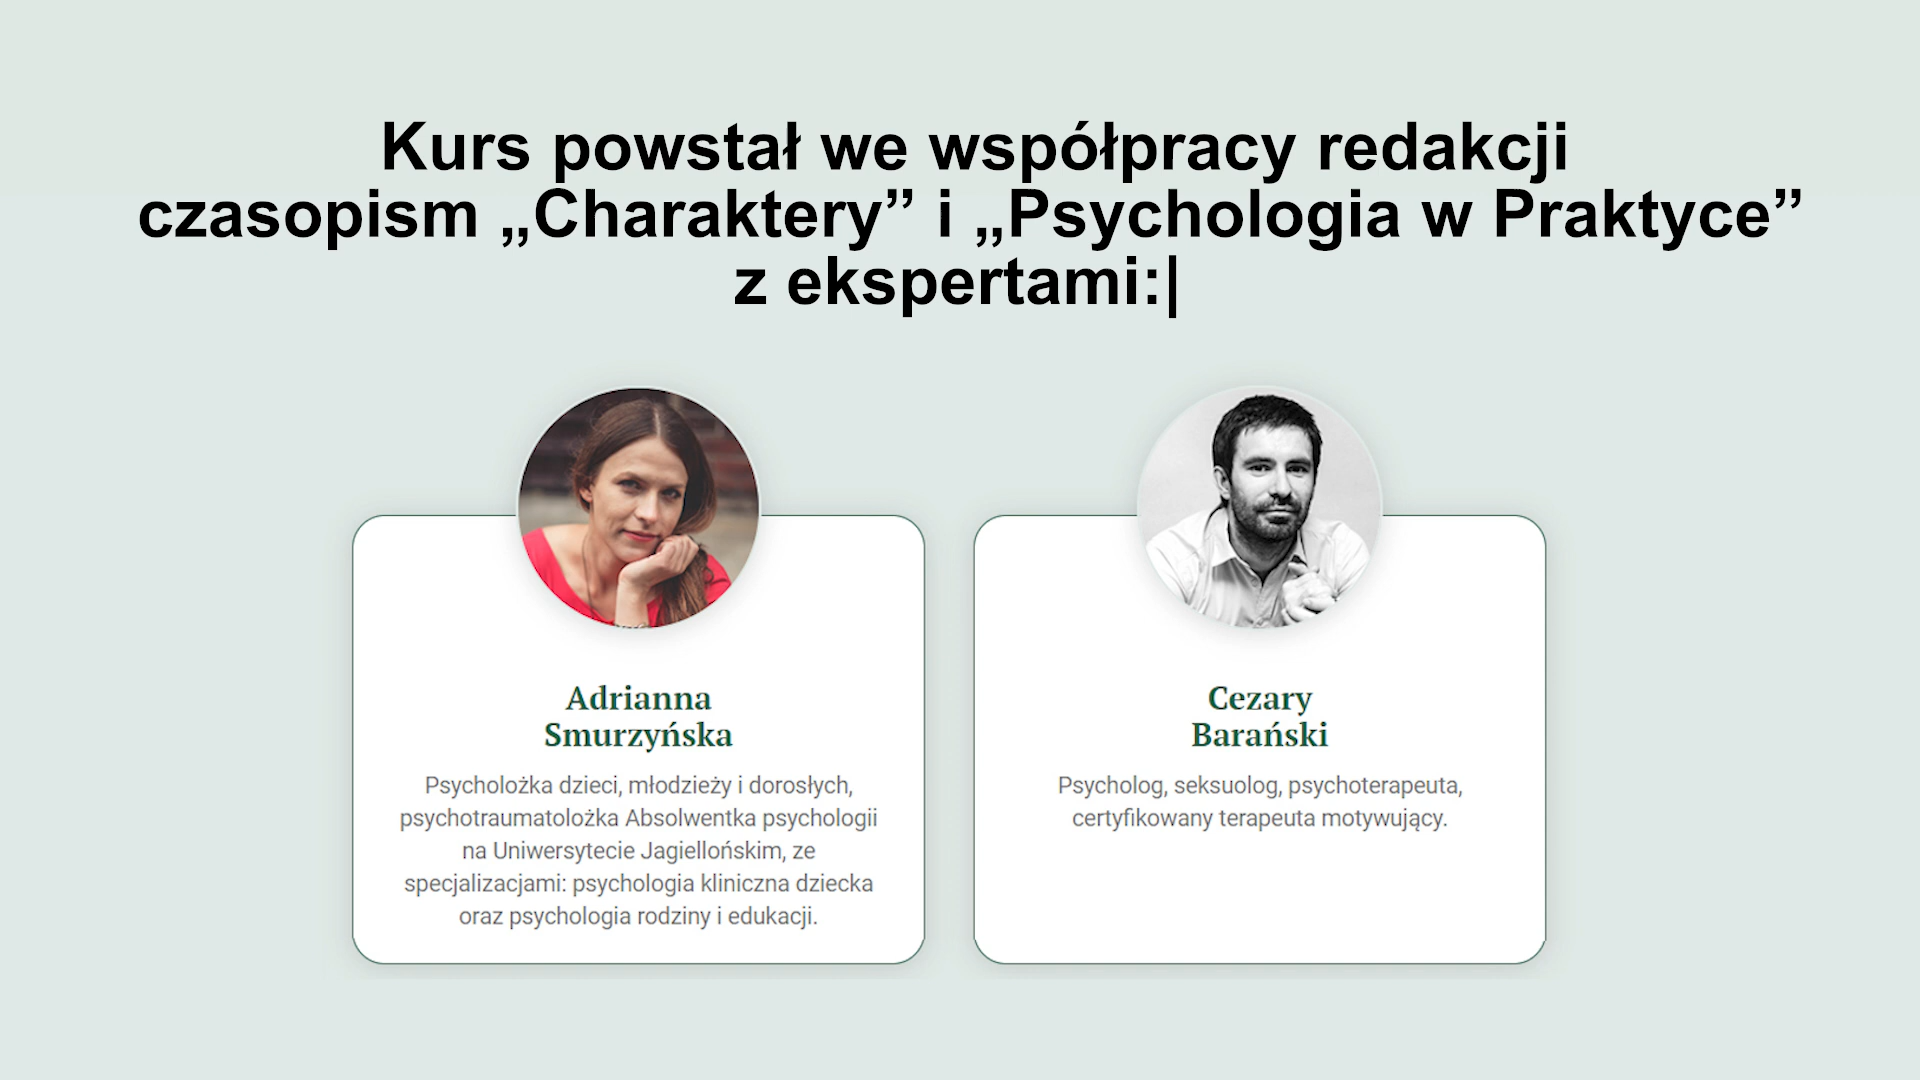 Kurs powstał we współpracy redakcji
czasopism „Charaktery” i „Psychologia w Praktyce”
z ekspertami:|
Adrianna
Smurzyńska
Psycholożka dzieci, młodzieży i dorosłych,
psychotraumatolożka Absolwentka psychologii
na Uniwersytecie Jagiellońskim, ze
specjalizacjami: psychologia kliniczna dziecka
oraz psychologia rodziny i edukacji.
Cezary
Barański
Psycholog, seksuolog, psychoterapeuta,
certyfikowany terapeuta motywujący.